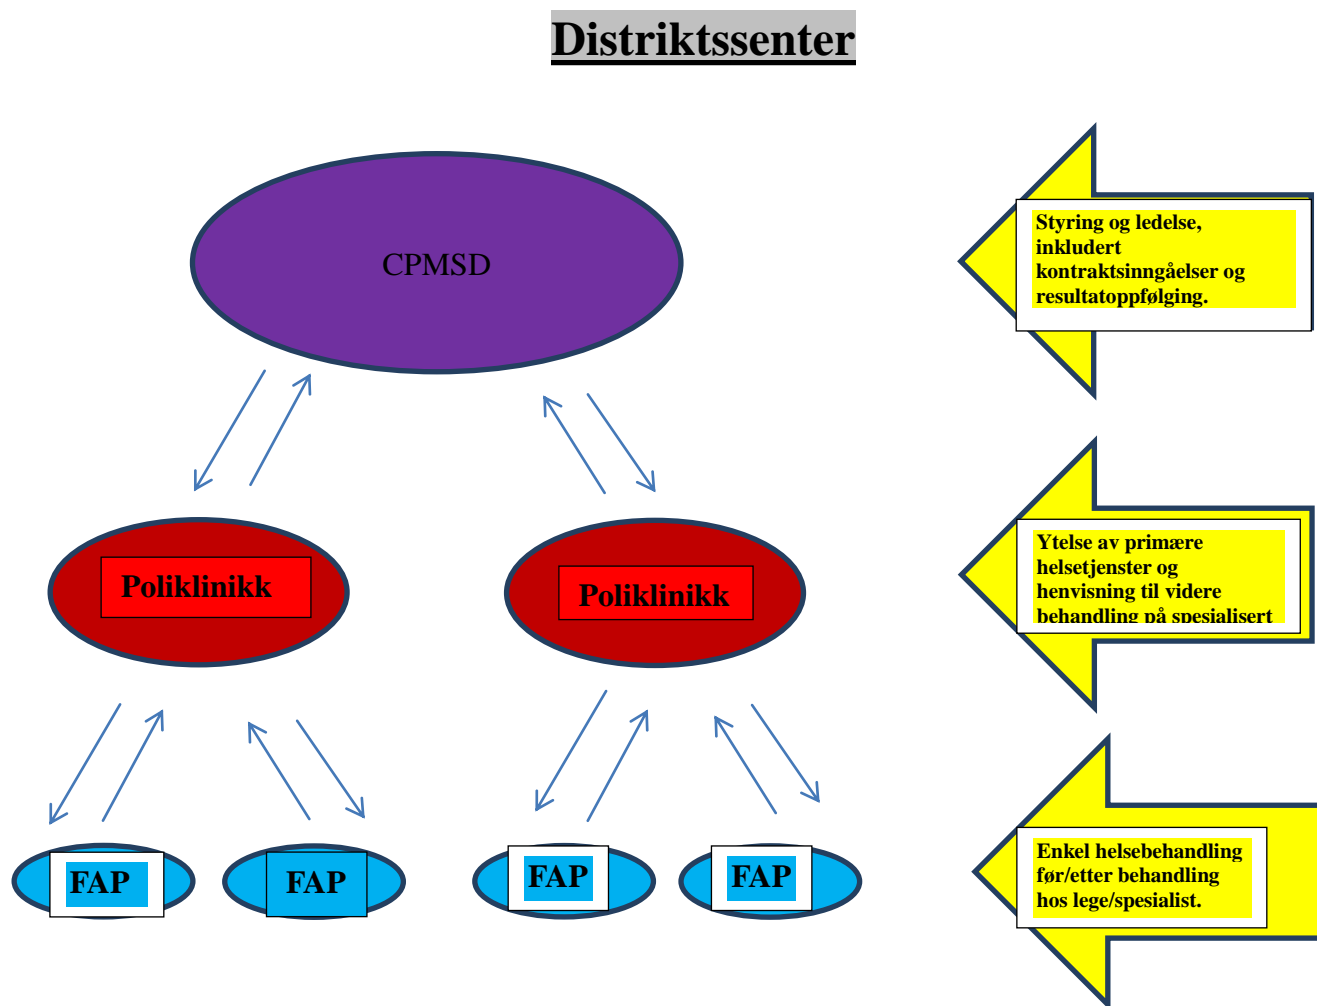 Distriktssenter
CPMSD
Styring og ledelse,
inkludert
kontraktsinngåelser og
resultatoppfølging.
Poliklinikk
Poliklinikk
Ytelse av primære
helsetjenster og
henvisning til videre
behandling på spesialisert
FAP
FAP
FAP
FAP
Enkel helsebehandling
før/etter behandling
hos lege/spesialist.